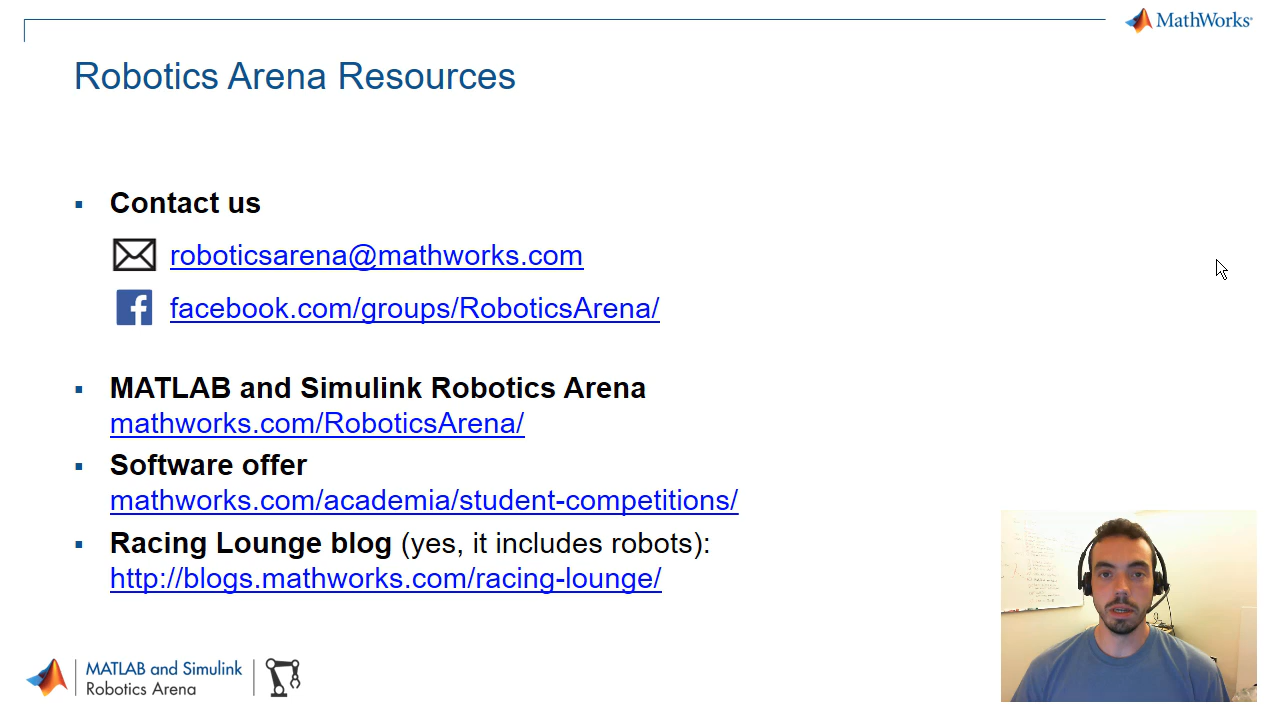 MathWorks®
Robotics Arena Resources
Contact us
roboticsarena@mathworks.com
facebook.com/groups/RoboticsArena/
MATLAB and Simulink Robotics Arena
mathworks.com/RoboticsArena/
Software offer
mathworks.com/academia/student-competitions/
Racing Lounge blog (yes, it includes robots):
http://blogs.mathworks.com/racing-lounge/
MATLAB and Simulink
Robotics Arena